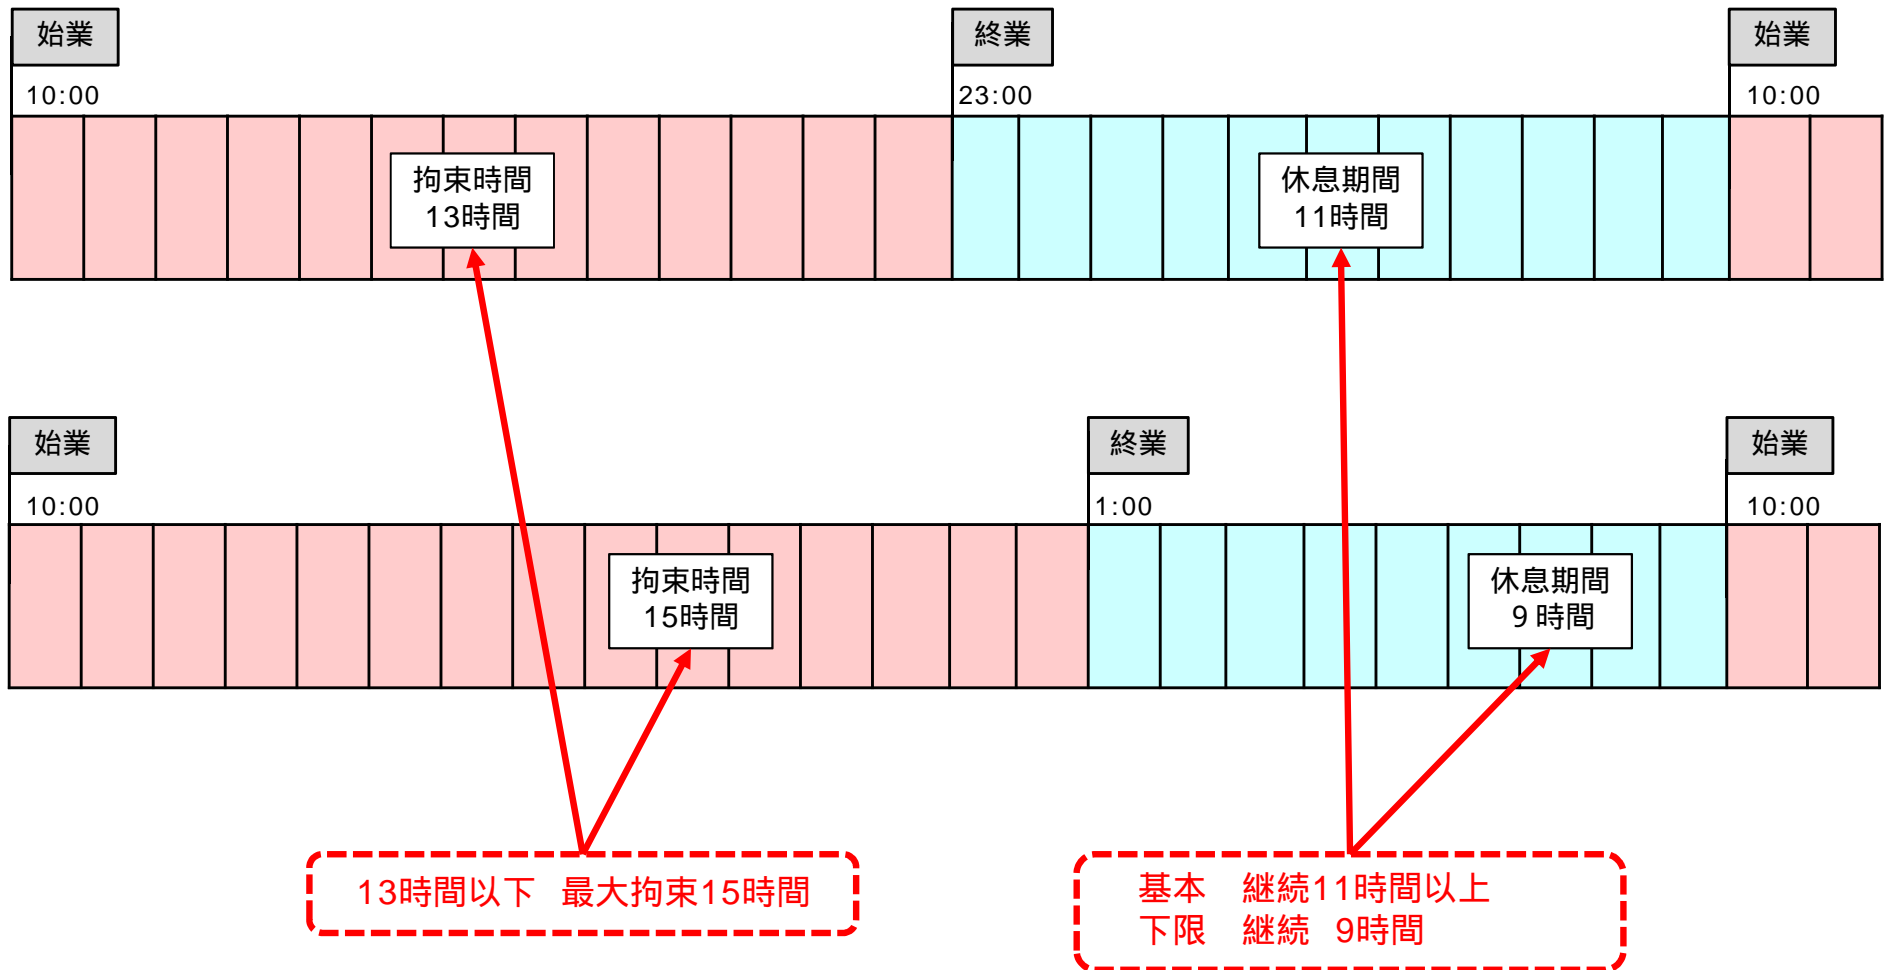 始業
終業
始業
10:00
23:00
10:00
拘束時間
13時間
休息期間
11時間
始業
終業
始業
10:00
1:00
10:00
拘束時間
15時間
休息期間
９時間
13時間以下　最大拘束15時間
基本　継続11時間以上
下限　継続　9時間